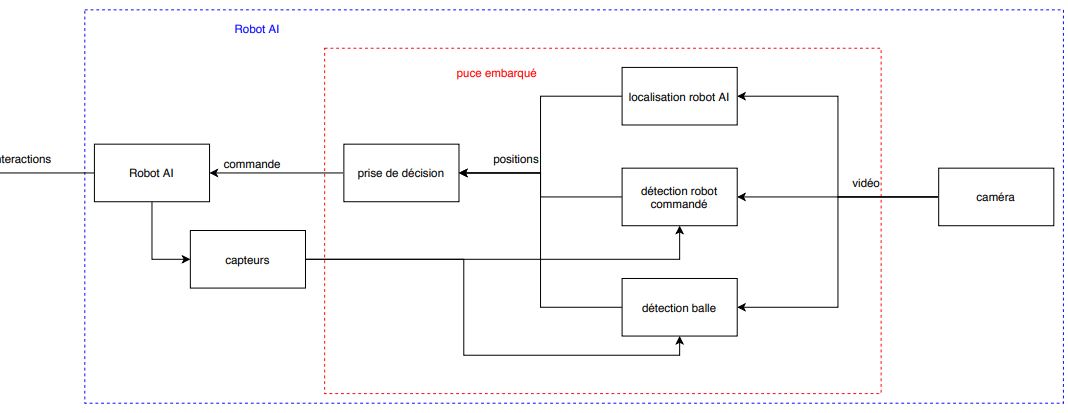 Robot AI
puce embarqué
localisation robot AI
nteractions
commande
positions
Robot AI
prise de décision
détection robot
commandé
vidéo
caméra
capteurs
détection balle